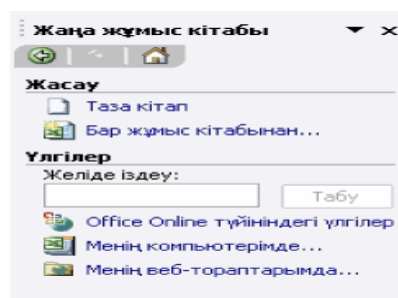 Жаңа жұмыс кітабы
Жасау
Таза кітап
Бар жұмыс кітабынан...
Үлгілер
Желіде іздеу:
Табу
Office Online түйініндегі үлгілер
Менің компьютерімде...
Менің веб-тораптарымда...